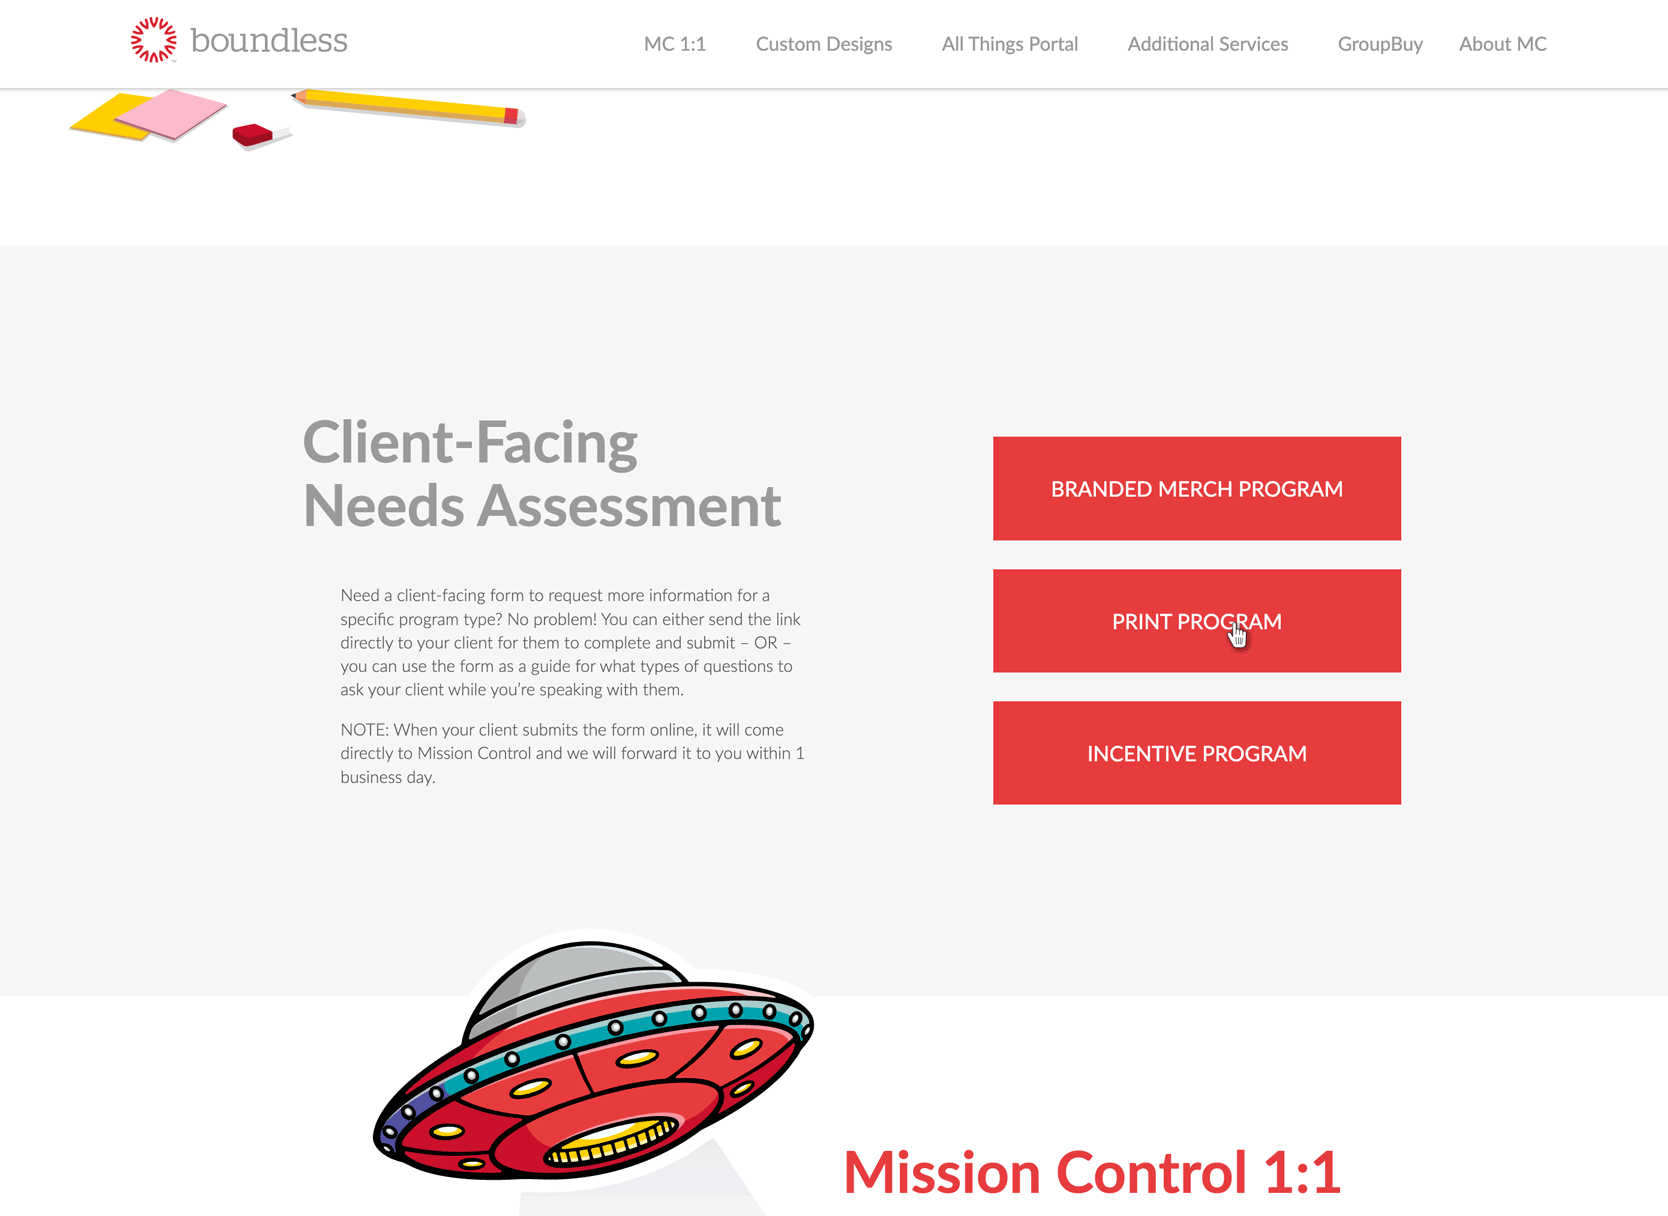 boundless
MC 1:1
Custom Designs
All Things Portal
Additional Services
GroupBuy
About MC
Client-Facing
Needs Assessment
Need a client-facing form to request more information for a
specific program type? No problem! You can either send the link
directly to your client for them to complete and submit – OR –
you can use the form as a guide for what types of questions to
ask your client while you’re speaking with them.
NOTE: When your client submits the form online, it will come
directly to Mission Control and we will forward it to you within 1
business day.
BRANDED MERCH PROGRAM
PRINT PROGRAM
INCENTIVE PROGRAM
Mission Control 1:1